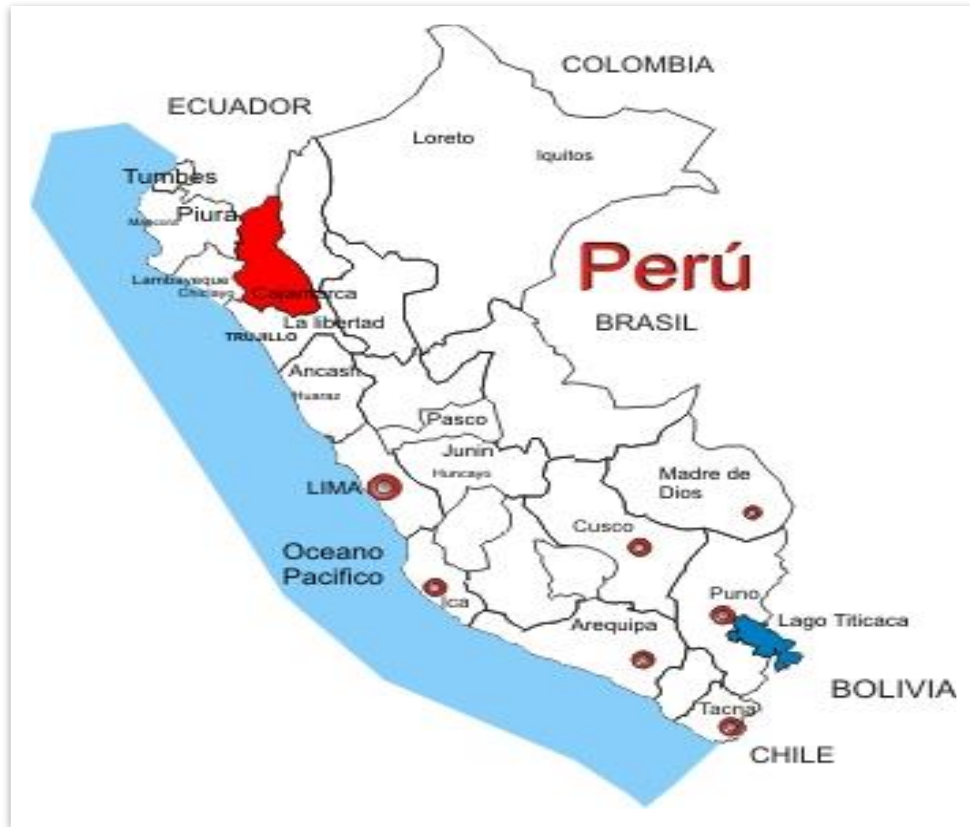 COLOMBIA
ECUADOR
Loreto
Iquitos
Tumbes
Piura
Perú
Lambayeque
Chiclayo
Cajamarca
La libertad
BRASIL
TRUJILLO
Ancash
Huaraz
Pasco
Junin
Huncayo
Madre de
Dios
LIMA
Cusco
Oceano
Pacifico
Ica
Puno
Lago Titicaca
Arequipa
BOLIVIA
Tacna
CHILE